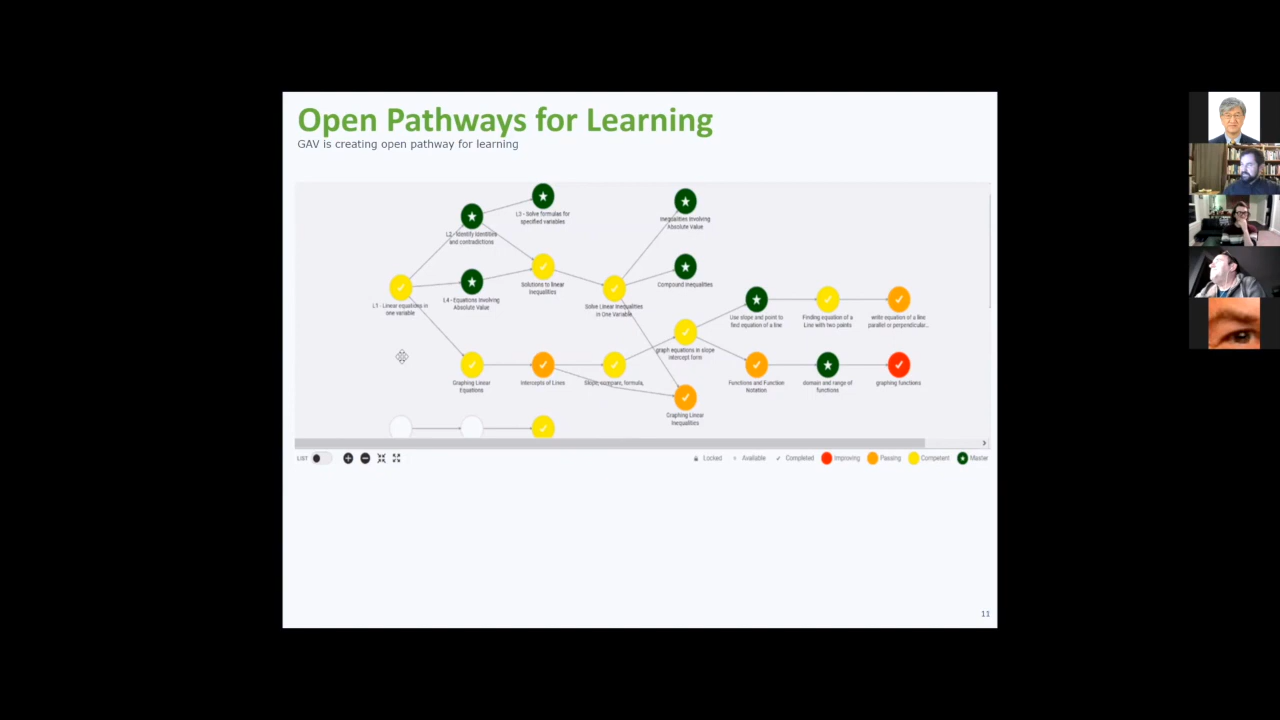 Open Pathways for Learning
GAV is creating open pathway for learning
L3 - Solve formulas for
specified variables
Inequalities Involving
Absolute Value
L2 - Identify Identities
and contradictions
Solutions to linear
Inequalities
Compound Inequalities
L1 - Linear equations in
one variable
L4 - Equations Involving
Absolute Value
Solve Linear Inequalities
in One Variable
Use slope and point to
find equation of a line
Finding equation of a
Line with two points
write equation of a line
parallel or perpendicular...
graph equations in slope
intercept form
Graphing Linear
Equations
Intercepts of Lines
Slope, compare, formula,
Functions and Function
Notation
domain and range of
functions
graphing functions
Graphing Linear
Inequalities
LIST
Locked
Available
Completed
Improving
Passing
Competent
Master
11